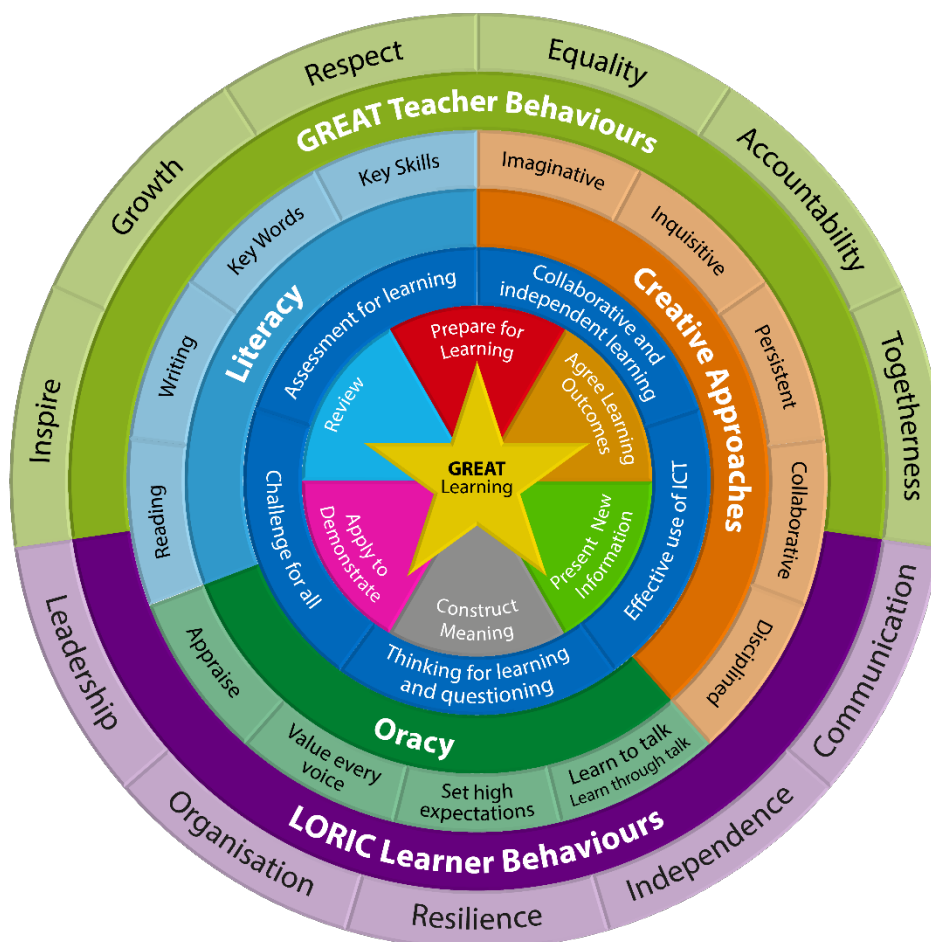 Inspire
Growth
Respect
Equality
Accountability
Togetherness
GREAT Teacher Behaviours
Reading
Writing
Key Words
Key Skills
Literacy
Imaginative
Inquisitive
Persistent
Collaborative
Disciplined
Creative Approaches
Assessment for learning
Collaborative and
independent learning
Effective use of ICT
Thinking for learning
and questioning
Challenge for all
Prepare for
Learning
Agree Learning
Outcomes
Present New
Information
Construct
Meaning
Apply to
Demonstrate
Review
GREAT
Learning
Oracy
Appraise
Value every
voice
Set high
expectations
Learn to talk
Learn through talk
LORIC Learner Behaviours
Leadership
Organisation
Resilience
Independence
Communication